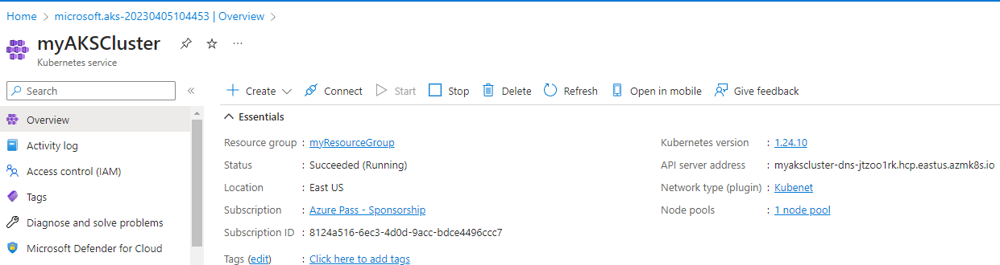 Home > microsoft.aks-20230405104453 | Overview >
myAKSCluster ...
Kubernetes service
Search «
Overview
Activity log
Access control (IAM)
Tags
Diagnose and solve problems
Microsoft Defender for Cloud
Create Connect Start Stop Delete Refresh Open in mobile Give feedback
Essentials
Resource group : myResourceGroup
Status : Succeeded (Running)
Location : East US
Subscription : Azure Pass - Sponsorship
Subscription ID : 8124a516-6ec3-4d0d-9acc-bdce4496ccc7
Tags (edit) : Click here to add tags
Kubernetes version : 1.24.10
API server address : myakscluster-dns-jtzoo1rk.hcp.eastus.azmk8s.io
Network type (plugin) : Kubenet
Node pools : 1 node pool